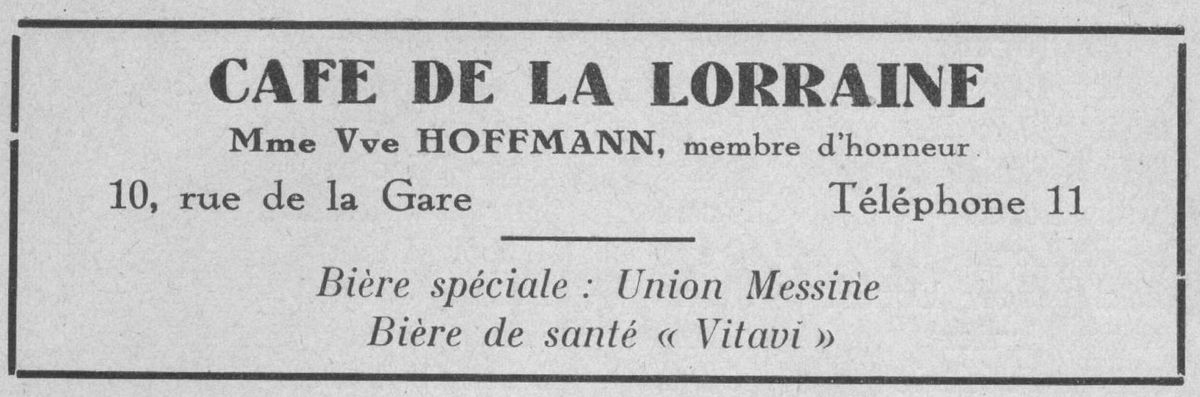 CAFE DE LA LORRAINE
Mme Vve HOFFMANN, membre d'honneur.
10, rue de la Gare Téléphone 11
Bière spéciale : Union Messine
Bière de santé « Vitavi »